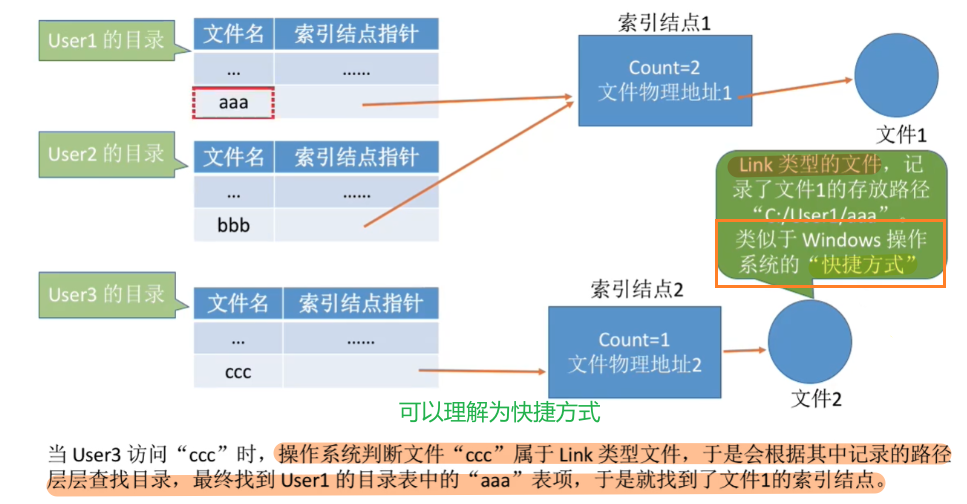 索引结点1
User1 的目录
文件名 索引结点指针
... ......
aaa
Count=2
文件物理地址1
文件1
User2 的目录
文件名 索引结点指针
... ......
bbb
Link 类型的文件，记
录了文件1的存放路径
“C:/User1/aaa”。
类似于 Windows 操作
系统的“快捷方式”
User3 的目录
文件名 索引结点指针
... ......
ccc
索引结点2
Count=1
文件物理地址2
文件2
可以理解为快捷方式
当 User3 访问“ccc”时，操作系统判断文件“ccc”属于 Link 类型文件，于是会根据其中记录的路径
层层查找目录，最终找到 User1 的目录表中的“aaa”表项，于是就找到了文件1的索引结点。